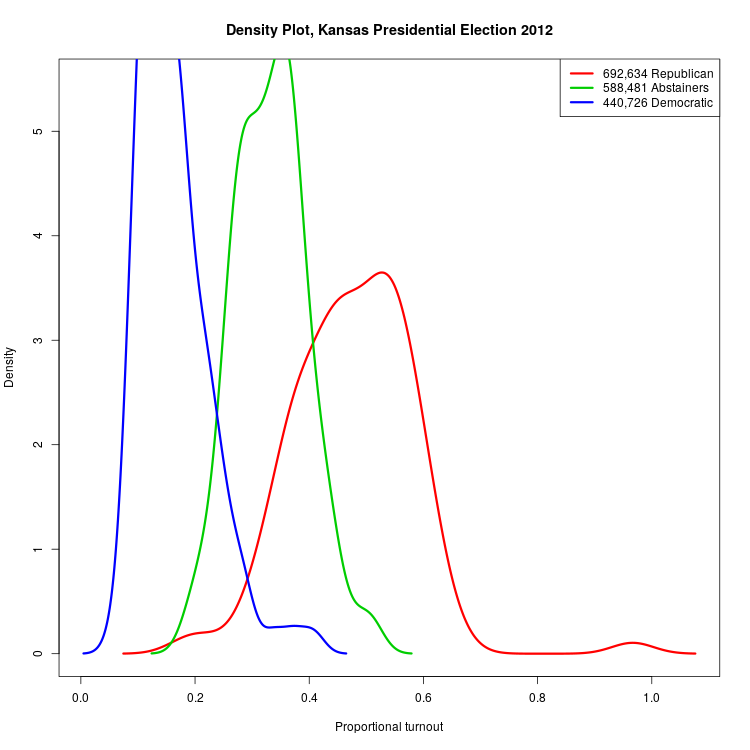 Density Plot, Kansas Presidential Election 2012
692,634 Republican
588,481 Abstainers
440,726 Democratic
Density
5
4
3
2
1
0
0.0 0.2 0.4 0.6 0.8 1.0
Proportional turnout